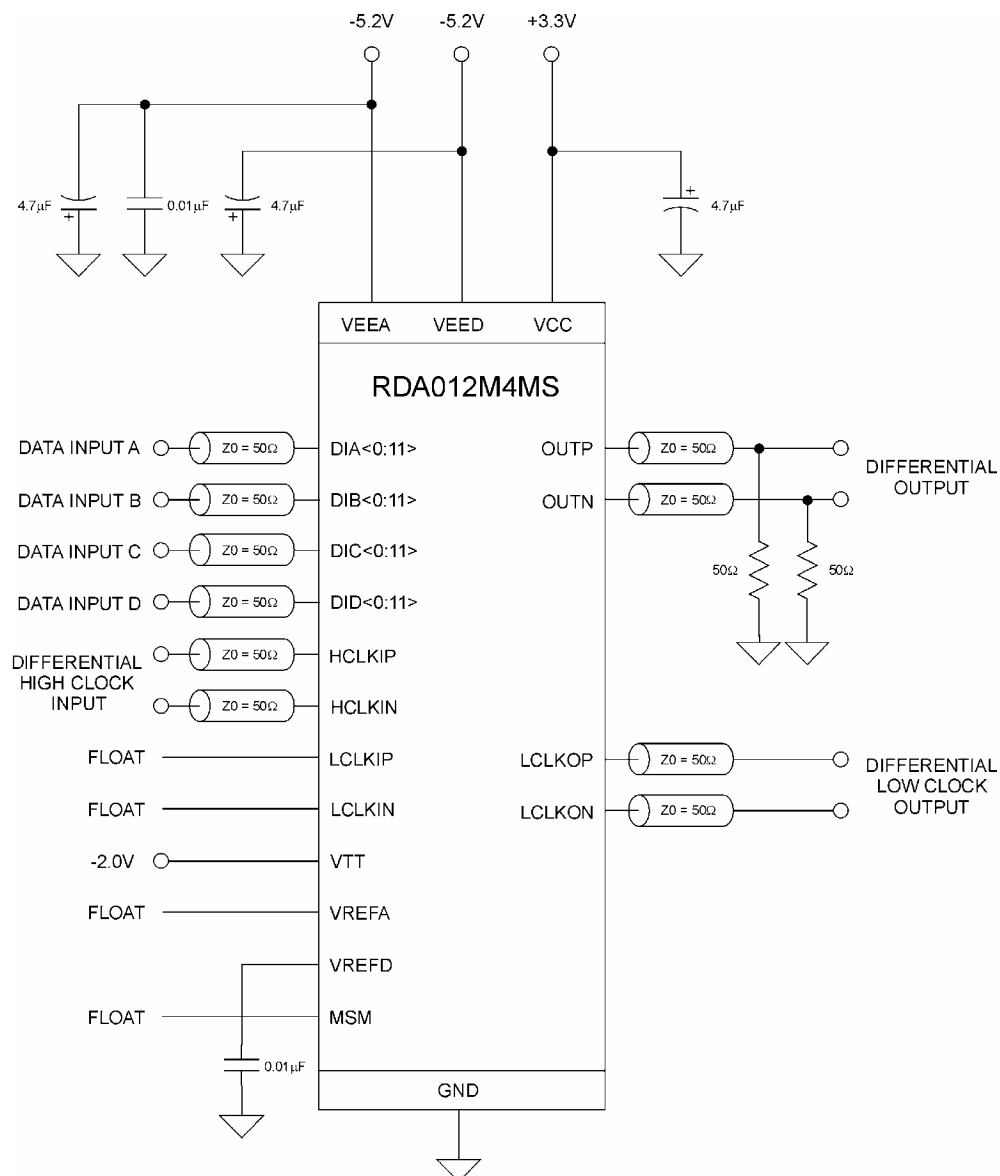 -5.2V -5.2V +3.3V
4.7μF + 0.01μF 4.7μF + + 4.7μF
VEEA VEED VCC
RDA012M4MS
DATA INPUT A Z0 = 50Ω DIA<0:11> OUTP Z0 = 50Ω
DIFFERENTIAL
OUTPUT
DATA INPUT B Z0 = 50Ω DIB<0:11> OUTN Z0 = 50Ω
DATA INPUT C Z0 = 50Ω DIC<0:11>
50Ω 50Ω
DATA INPUT D Z0 = 50Ω DID<0:11>
DIFFERENTIAL
HIGH CLOCK
INPUT
Z0 = 50Ω HCLKIP
Z0 = 50Ω HCLKIN
FLOAT LCLKIP LCLKOP Z0 = 50Ω
DIFFERENTIAL
LOW CLOCK
OUTPUT
FLOAT LCLKIN LCLKON Z0 = 50Ω
-2.0V VTT
FLOAT VREFA
VREFD
FLOAT MSM
0.01μF
GND